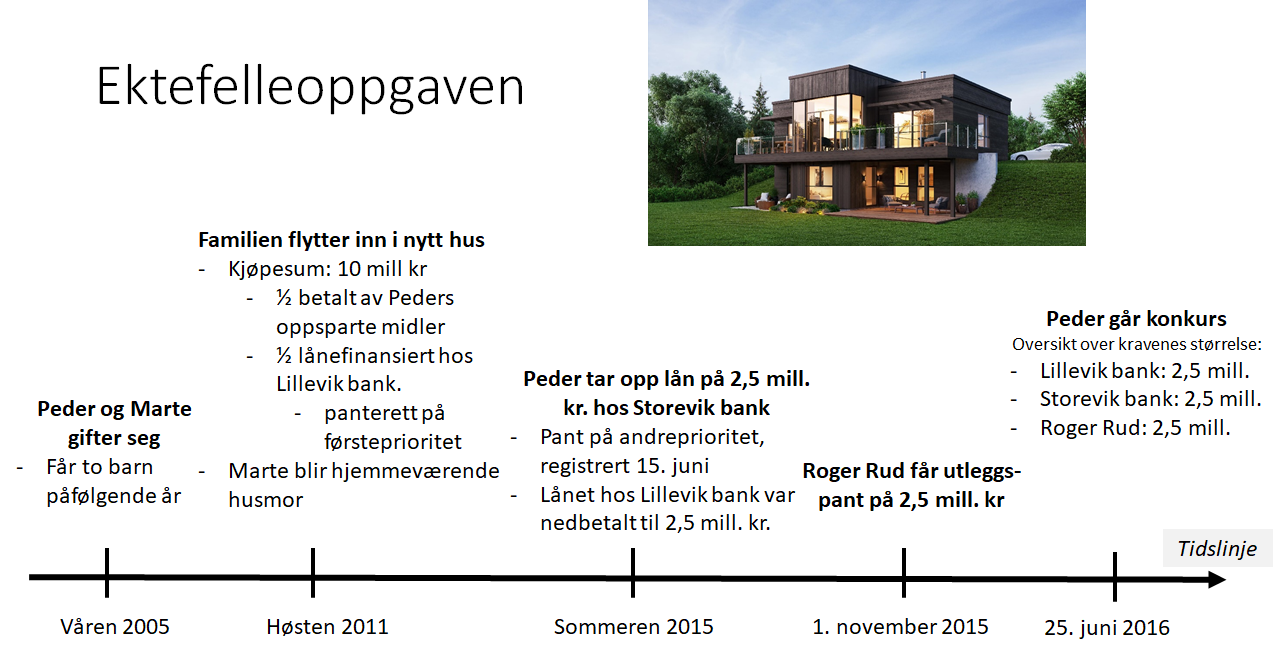 Ektefelleoppgaven
Peder og Marte
gifter seg
- Får to barn
påfølgende år
Familien flytter inn i nytt hus
- Kjøpesum: 10 mill kr
- ½ betalt av Peders
oppsparte midler
- ½ lånefinansiert hos
Lillevik bank.
- panterett på
førsteprioritet
- Marte blir hjemmeværende
husmor
Peder tar opp lån på 2,5 mill.
kr. hos Storevik bank
- Pant på andreprioritet,
registrert 15. juni
- Lånet hos Lillevik bank var
nedbetalt til 2,5 mill. kr.
Roger Rud får utleggs-
pant på 2,5 mill. kr
Peder går konkurs
Oversikt over kravenes størrelse:
- Lillevik bank: 2,5 mill.
- Storevik bank: 2,5 mill.
- Roger Rud: 2,5 mill.
Tidslinje
Våren 2005
Høsten 2011
Sommeren 2015
1. november 2015
25. juni 2016